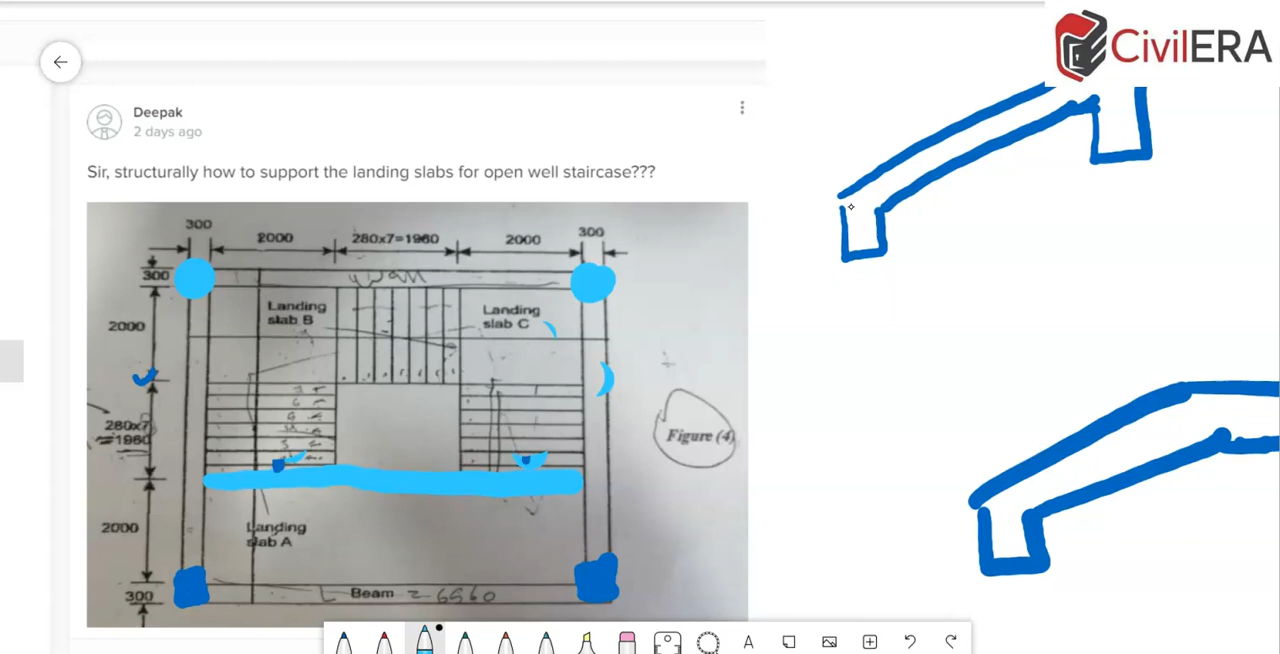 CivilERA
Deepak
2 days ago
Sir, structurally how to support the landing slabs for open well staircase???
300
2000
280x7=1960
2000
300
300
Wall
Landing
slab B
Landing
slab C
2000
280x7
=1960
Figure (4)
2000
Landing
slab A
300
Beam = 6560
A